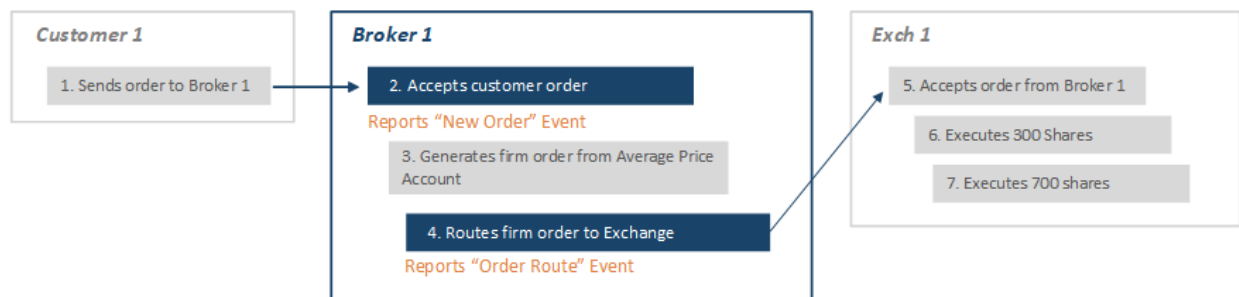 Customer 1
1. Sends order to Broker 1
Broker 1
2. Accepts customer order
Reports “New Order” Event
3. Generates firm order from Average Price
Account
4. Routes firm order to Exchange
Reports “Order Route” Event
Exch 1
5. Accepts order from Broker 1
6. Executes 300 Shares
7. Executes 700 shares